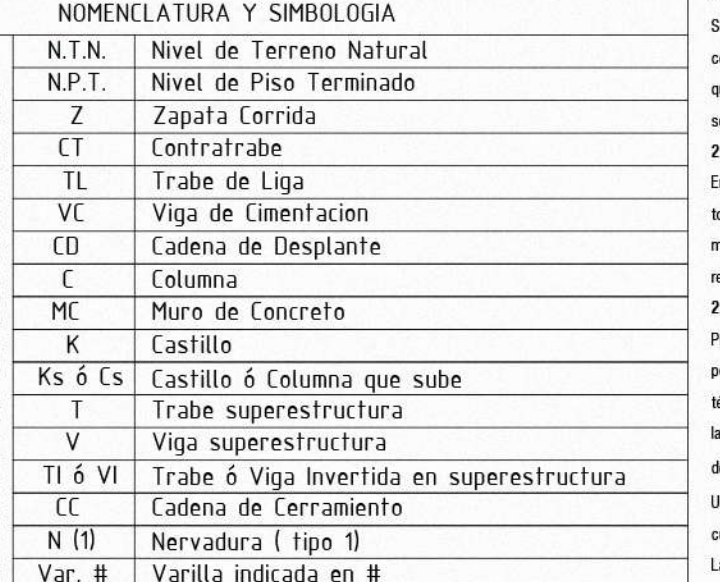 NOMENCLATURA Y SIMBOLOGIA
N.T.N. Nivel de Terreno Natural
N.P.T. Nivel de Piso Terminado
Z Zapata Corrida
CT Contratrabe
TL Trabe de Liga
VC Viga de Cimentacion
CD Cadena de Desplante
C Columna
MC Muro de Concreto
K Castillo
Ks ó Cs Castillo ó Columna que sube
T Trabe superestructura
V Viga superestructura
TI ó VI Trabe ó Viga Invertida en superestructura
CC Cadena de Cerramiento
N (1) Nervadura ( tipo 1)
Var. # Varilla indicada en #